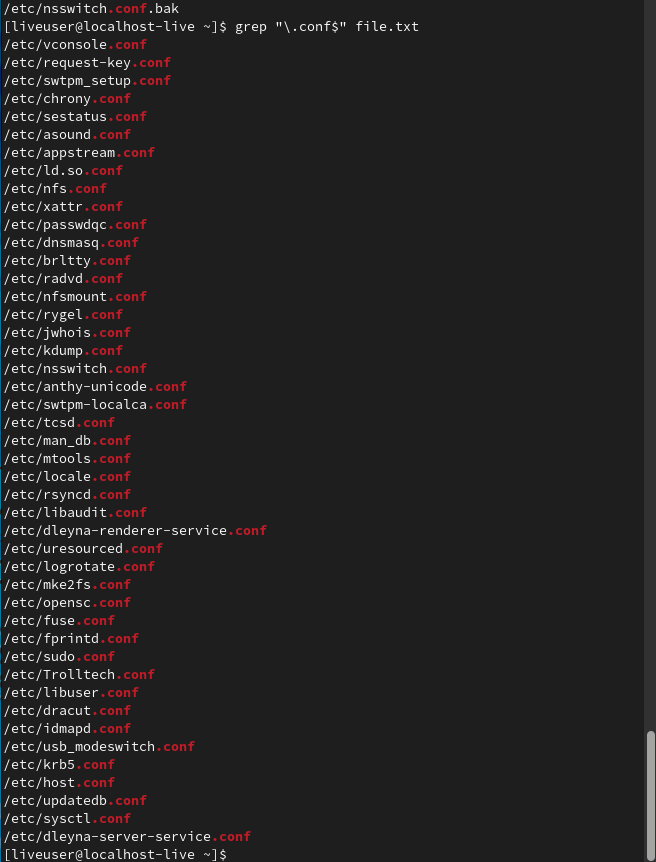 /etc/nsswitch.conf.bak
[liveuser@localhost-live ~]$ grep "\.conf$" file.txt
/etc/vconsole.conf
/etc/request-key.conf
/etc/swtpm_setup.conf
/etc/chrony.conf
/etc/sestatus.conf
/etc/asound.conf
/etc/appstream.conf
/etc/ld.so.conf
/etc/nfs.conf
/etc/xattr.conf
/etc/passwdqc.conf
/etc/dnsmasq.conf
/etc/brltty.conf
/etc/radvd.conf
/etc/nfsmount.conf
/etc/rygel.conf
/etc/jwhois.conf
/etc/kdump.conf
/etc/nsswitch.conf
/etc/anthy-unicode.conf
/etc/swtpm-localca.conf
/etc/tcsd.conf
/etc/man_db.conf
/etc/mtools.conf
/etc/locale.conf
/etc/rsyncd.conf
/etc/libaudit.conf
/etc/dleyna-renderer-service.conf
/etc/uresourced.conf
/etc/logrotate.conf
/etc/mke2fs.conf
/etc/opensc.conf
/etc/fuse.conf
/etc/fprintd.conf
/etc/sudo.conf
/etc/Trolltech.conf
/etc/libuser.conf
/etc/dracut.conf
/etc/idmapd.conf
/etc/usb_modeswitch.conf
/etc/krb5.conf
/etc/host.conf
/etc/updatedb.conf
/etc/sysctl.conf
/etc/dleyna-server-service.conf
[liveuser@localhost-live ~]$